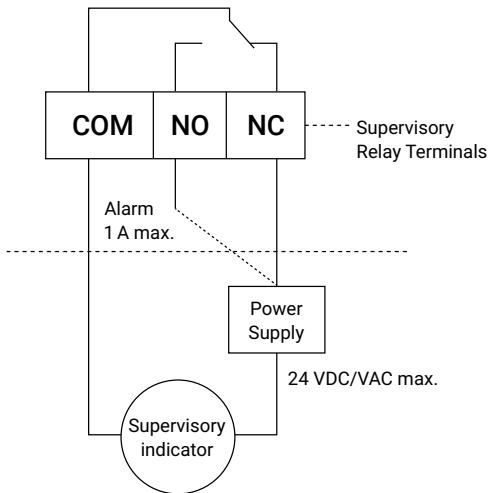 COM NO NC
Supervisory
Relay Terminals
Alarm
1 A max.
Power
Supply
24 VDC/VAC max.
Supervisory
indicator